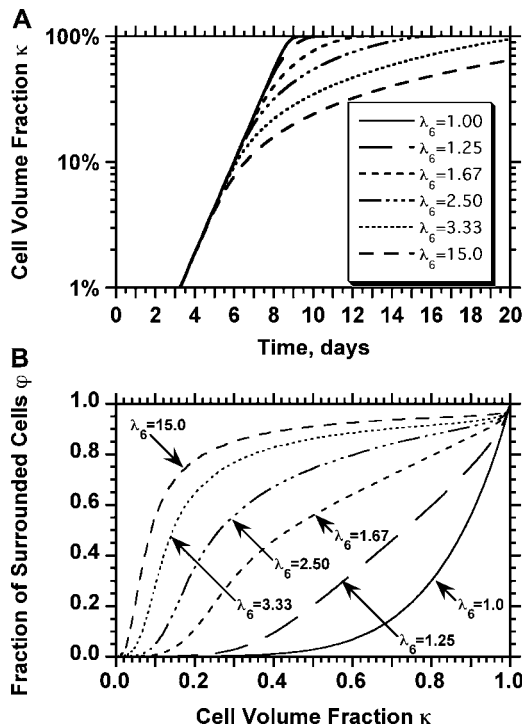 A
Cell Volume Fraction κ
100%
10%
1%
λ6=1.00
λ6=1.25
λ6=1.67
λ6=2.50
λ6=3.33
λ6=15.0
0 2 4 6 8 10 12 14 16 18 20
Time, days
B
Fraction of Surrounded Cells φ
1.0
0.8
0.6
0.4
0.2
0.0
λ6=15.0
λ6=1.67
λ6=2.50
λ6=3.33
λ6=1.0
λ6=1.25
0.0 0.2 0.4 0.6 0.8 1.0
Cell Volume Fraction κ